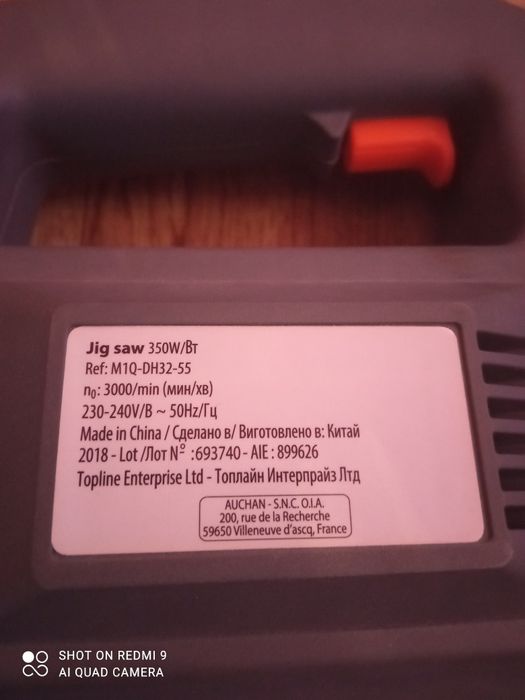 Jig saw 350W/Вт
Ref: M1Q-DH32-55
n₀: 3000/min (мин/хв)
230-240V/В ~ 50Hz/Гц
Made in China / Сделано в/ Виготовлено в: Китай
2018 - Lot /Лот N° :693740 - AIE : 899626
Topline Enterprise Ltd - Топлайн Интерпрайз Лтд
AUCHAN - S.N.C. O.I.A.
200, rue de la Recherche
59650 Villeneuve d'ascq, France
SHOT ON REDMI 9
AI QUAD CAMERA